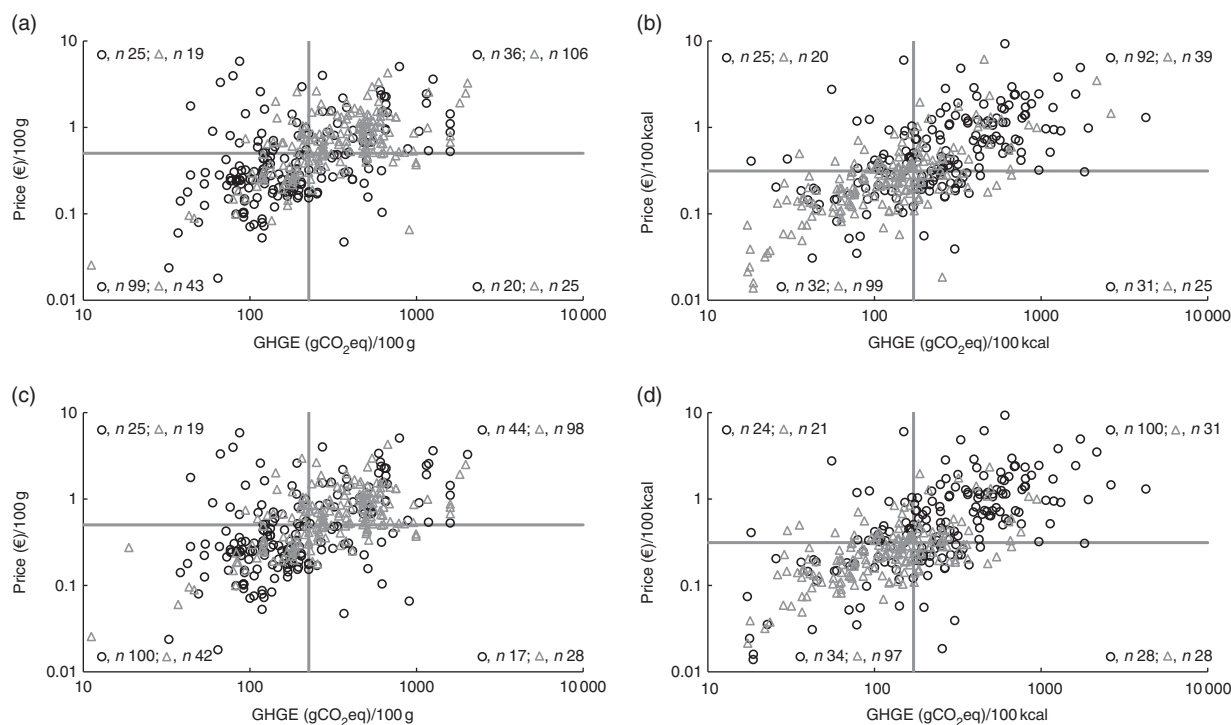 (a)
10
1
0.1
0.01
Price (€)/100 g
○, n 25; △, n 19
○, n 36; △, n 106
○, n 99; △, n 43
○, n 20; △, n 25
10
100
1000
10 000
GHGE (gCO₂eq)/100 g
(b)
10
1
0.1
0.01
Price (€)/100 kcal
○, n 25; △, n 20
○, n 92; △, n 39
○, n 32; △, n 99
○, n 31; △, n 25
10
100
1000
10 000
GHGE (gCO₂eq)/100 kcal
(c)
10
1
0.1
0.01
Price (€)/100 g
○, n 25; △, n 19
○, n 44; △, n 98
○, n 100; △, n 42
○, n 17; △, n 28
10
100
1000
10 000
GHGE (gCO₂eq)/100 g
(d)
10
1
0.1
0.01
Price (€)/100 kcal
○, n 24; △, n 21
○, n 100; △, n 31
○, n 34; △, n 97
○, n 28; △, n 28
10
100
1000
10 000
GHGE (gCO₂eq)/100 kcal